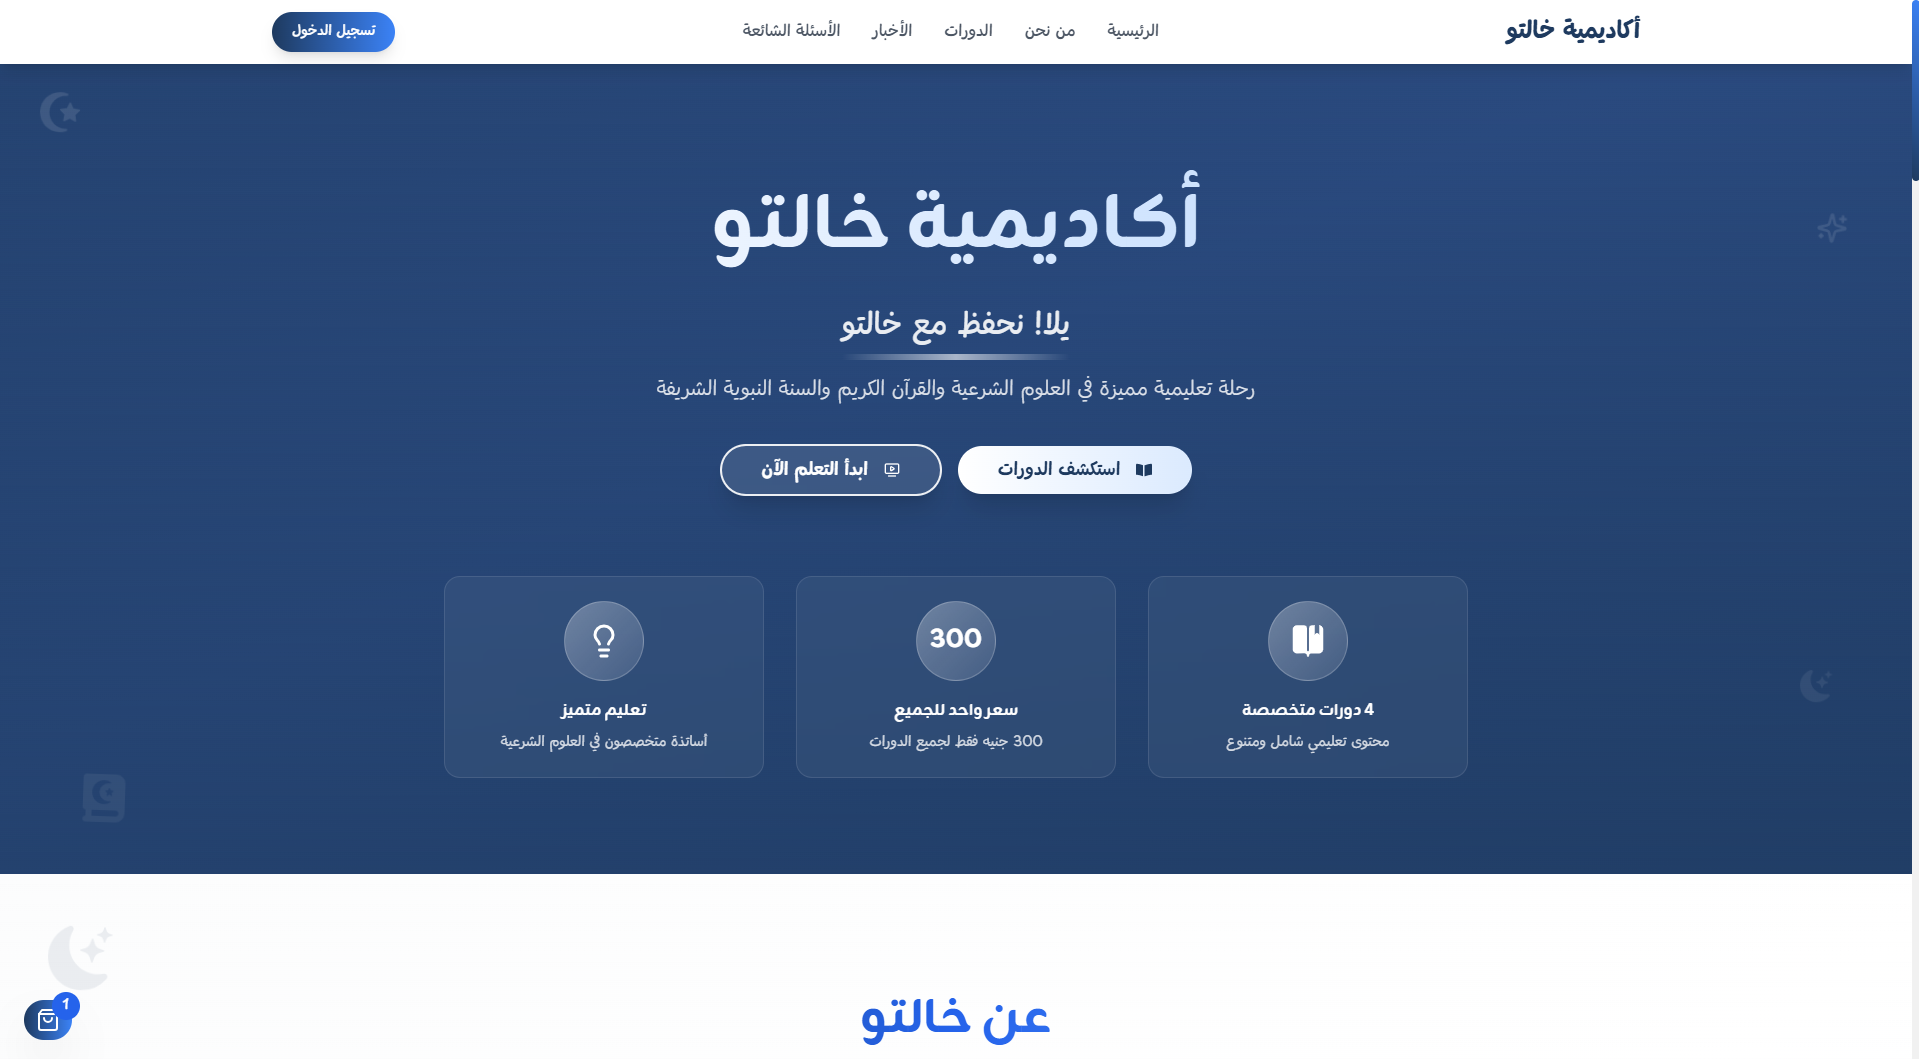 أكاديمية خالتو
الرئيسية
من نحن
الدورات
الأخبار
الأسئلة الشائعة
تسجيل الدخول
أكاديمية خالتو
يلا! نحفظ مع خالتو
رحلة تعليمية مميزة في العلوم الشرعية والقرآن الكريم والسنة النبوية الشريفة
استكشف الدورات
ابدأ التعلم الآن
4 دورات متخصصة
محتوى تعليمي شامل ومتنوع
300
سعر واحد للجميع
300 جنيه فقط لجميع الدورات
تعليم متميز
أساتذة متخصصون في العلوم الشرعية
عن خالتو
1